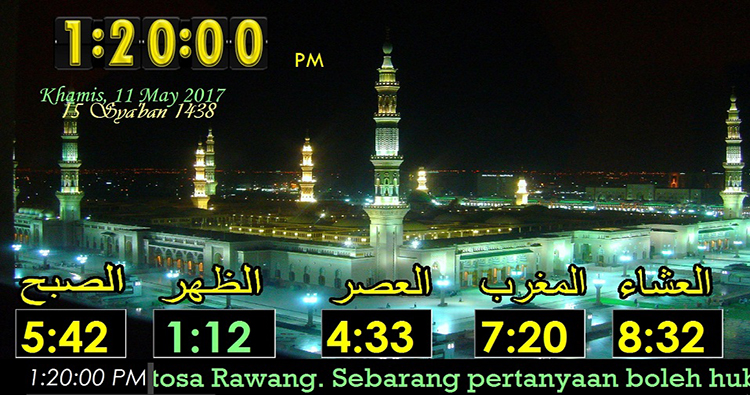 1:20:00 PM
Khamis, 11 May 2017
15 Sya'ban 1438
الصبح الظهر العصر المغرب العشاء
5:42 1:12 4:33 7:20 8:32
1:20:00 PM tosa Rawang. Sebarang pertanyaan boleh hub